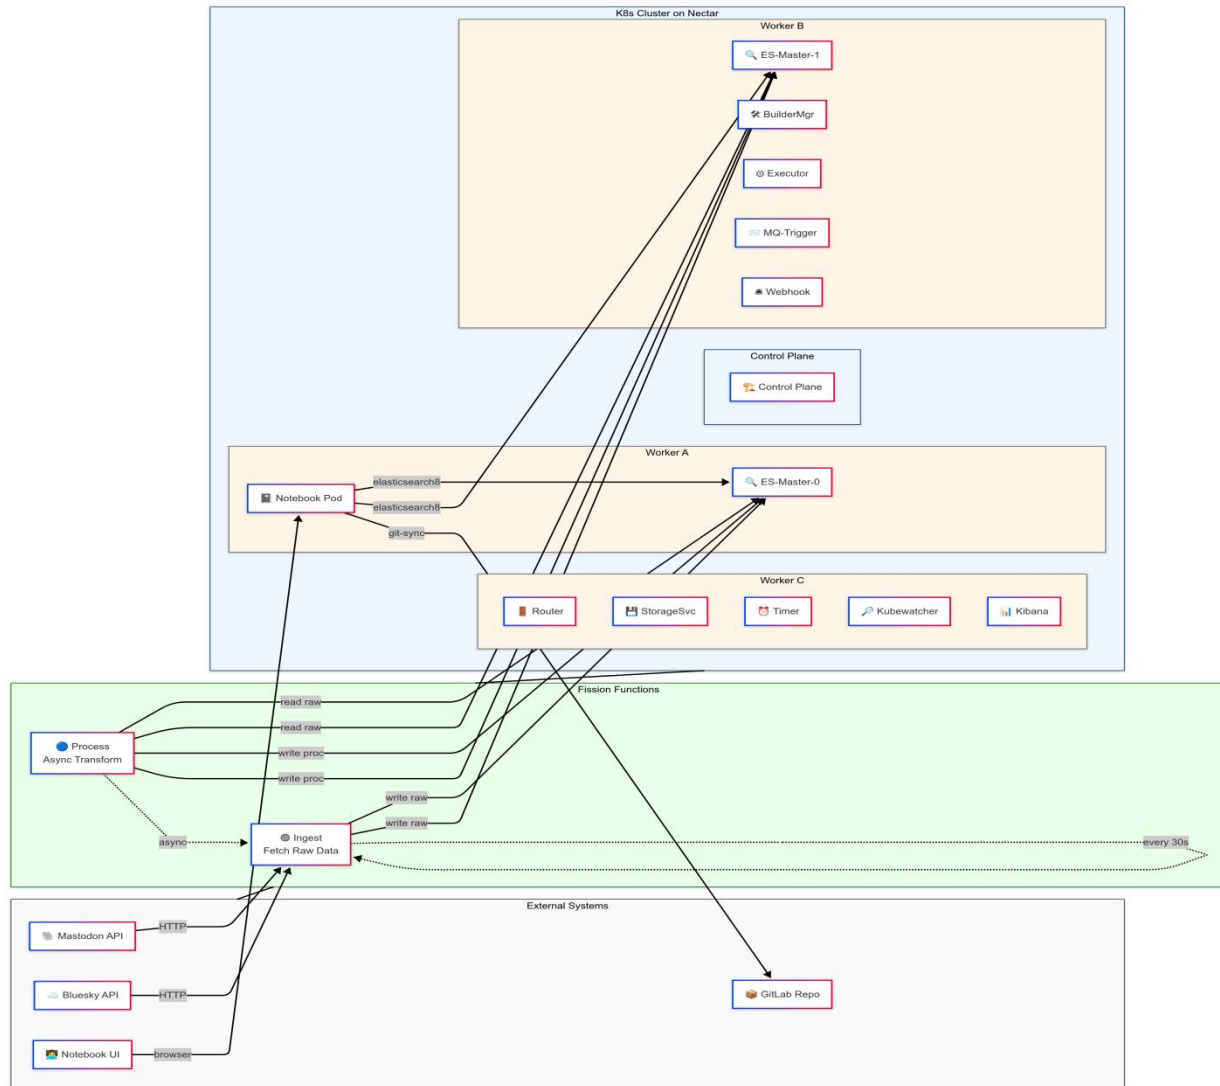 K8s Cluster on Nectar
Worker B
ES-Master-1
BuilderMgr
Executor
MQ-Trigger
Webhook
Control Plane
Control Plane
Worker A
Notebook Pod
elasticsearch8
elasticsearch8
git-sync
ES-Master-0
Worker C
Router
StorageSvc
Timer
Kubewatcher
Kibana
Fission Functions
Process
Async Transform
read raw
read raw
write proc
write proc
write raw
write raw
async
Ingest
Fetch Raw Data
every 30s
External Systems
Mastodon API
HTTP
Bluesky API
HTTP
GitLab Repo
Notebook UI
browser